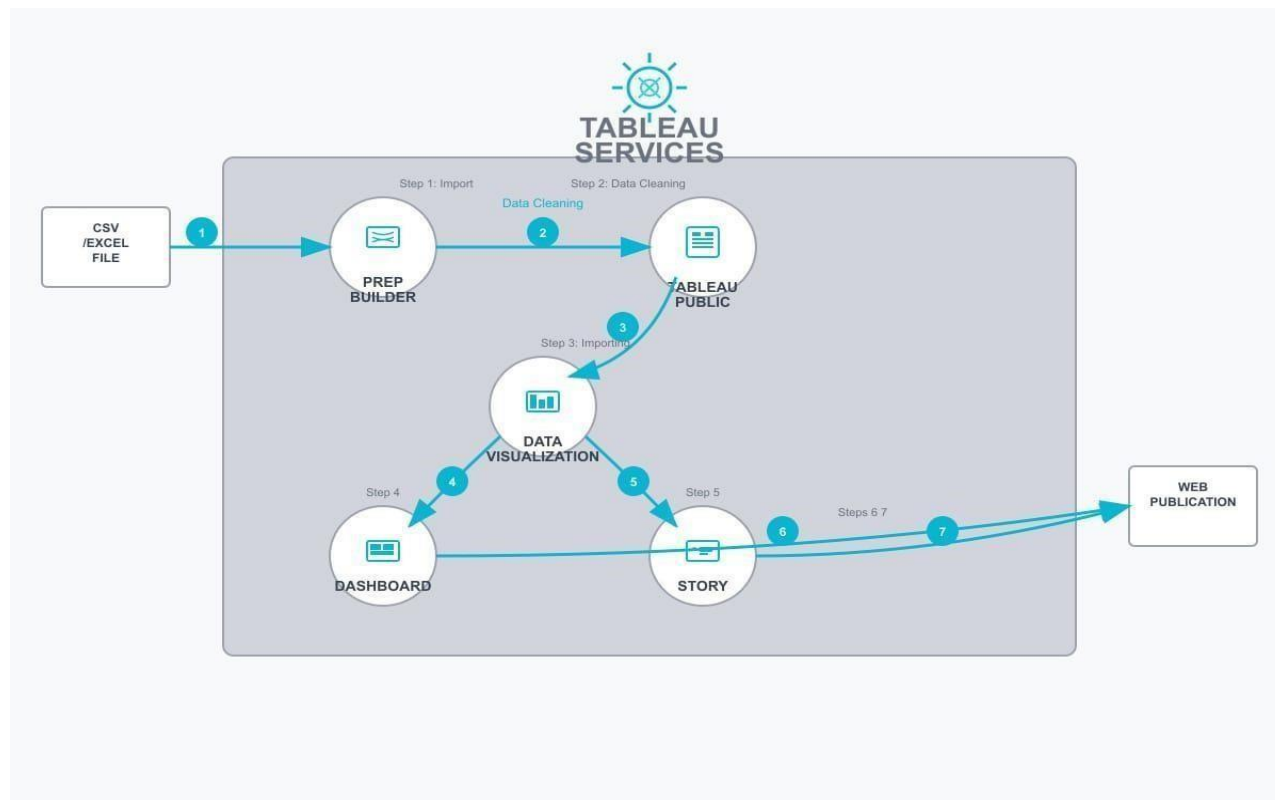 TABLEAU
SERVICES
Step 1: Import
Step 2: Data Cleaning
Data Cleaning
CSV
/EXCEL
FILE
1
2
PREP
BUILDER
TABLEAU
PUBLIC
3
Step 3: Importing
DATA
VISUALIZATION
4
5
Step 4
Step 5
WEB
PUBLICATION
Steps 6 7
6
7
DASHBOARD
STORY